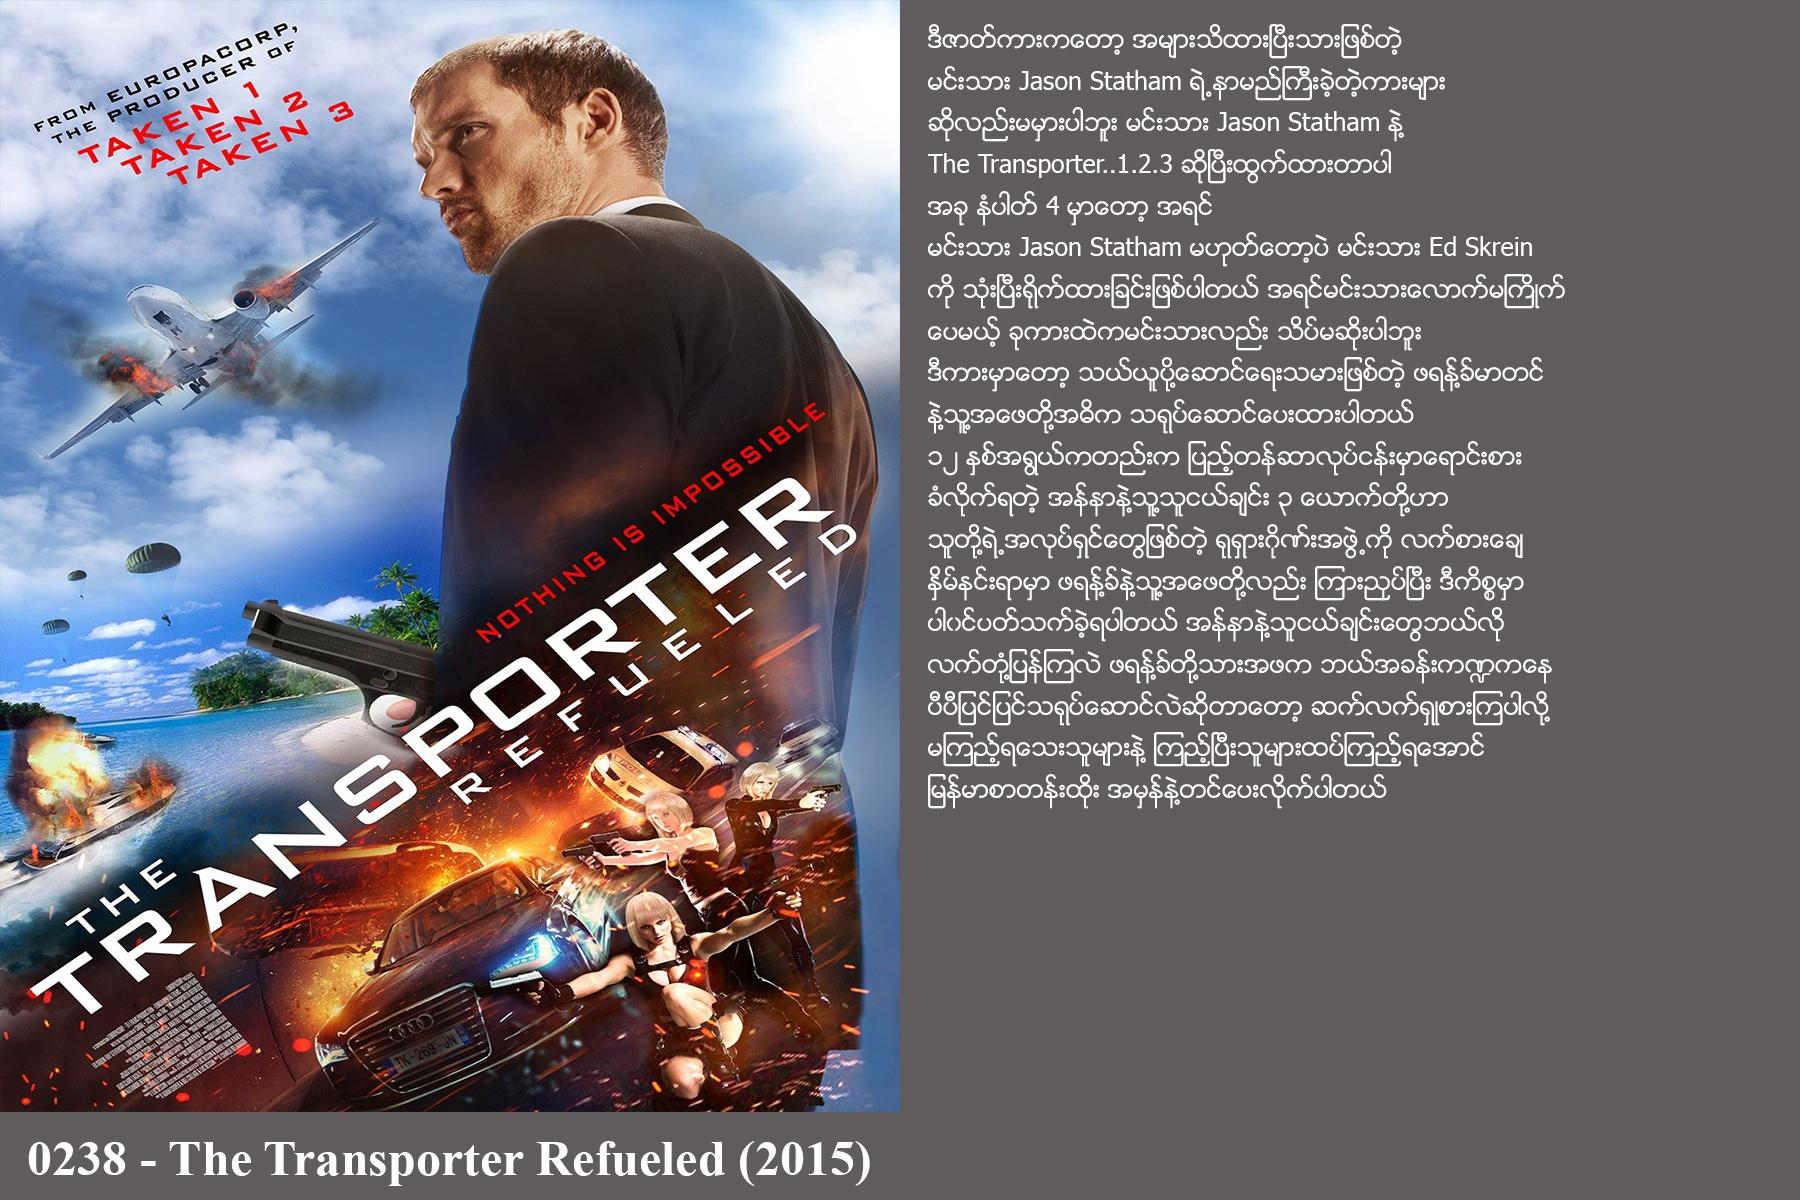 FROM EUROPACORP,
THE PRODUCER OF
TAKEN 1
TAKEN 2
TAKEN 3
NOTHING IS IMPOSSIBLE
THE
TRANSPORTER
REFUELED
TK-269-JN
0238 - The Transporter Refueled (2015)
ဒီဇာတ်ကားကတော့ အများသိထားပြီးသားဖြစ်တဲ့
မင်းသား Jason Statham ရဲ့နာမည်ကြီးခဲ့တဲ့ကားများ
ဆိုလည်းမမှားပါဘူး မင်းသား Jason Statham နဲ့
The Transporter..1.2.3 ဆိုပြီးထွက်ထားတာပါ
အခု နံပါတ် 4 မှာတော့ အရင်
မင်းသား Jason Statham မဟုတ်တော့ပဲ မင်းသား Ed Skrein
ကို သုံးပြီးရိုက်ထားခြင်းဖြစ်ပါတယ် အရင်မင်းသားလောက်မကြိုက်
ပေမယ့် ခုကားထဲကမင်းသားလည်း သိပ်မဆိုးပါဘူး
ဒီကားမှာတော့ သယ်ယူပို့ဆောင်ရေးသမားဖြစ်တဲ့ ဖရန့်ခ်မာတင်
နဲ့သူ့အဖေတို့အဓိက သရုပ်ဆောင်ပေးထားပါတယ်
၁၂ နှစ်အရွယ်ကတည်းက ပြည့်တန်ဆာလုပ်ငန်းမှာရောင်းစား
ခံလိုက်ရတဲ့ အန်နာနဲ့သူ့သူငယ်ချင်း ၃ ယောက်တို့ဟာ
သူတို့ရဲ့အလုပ်ရှင်တွေဖြစ်တဲ့ ရုရှားဂိုဏ်းအဖွဲ့ကို လက်စားချေ
နှိမ်နင်းရာမှာ ဖရန့်ခ်နဲ့သူ့အဖေတို့လည်း ကြားညှပ်ပြီး ဒီကိစ္စမှာ
ပါဂင်ပတ်သက်ခဲ့ရပါတယ် အန်နာနဲ့သူငယ်ချင်းတွေဘယ်လို
လက်တုံ့ပြန်ကြလဲ ဖရန့်ခ်တို့သားအဖက ဘယ်အခန်းကဏ္ဍကနေ
ပီပီပြင်ပြင်သရုပ်ဆောင်လဲဆိုတာတော့ ဆက်လက်ရှုစားကြပါလို့
မကြည့်ရသေးသူများနဲ့ ကြည့်ပြီးသူများထပ်ကြည့်ရအောင်
မြန်မာစာတန်းထိုး အမှန်နဲ့တင်ပေးလိုက်ပါတယ်